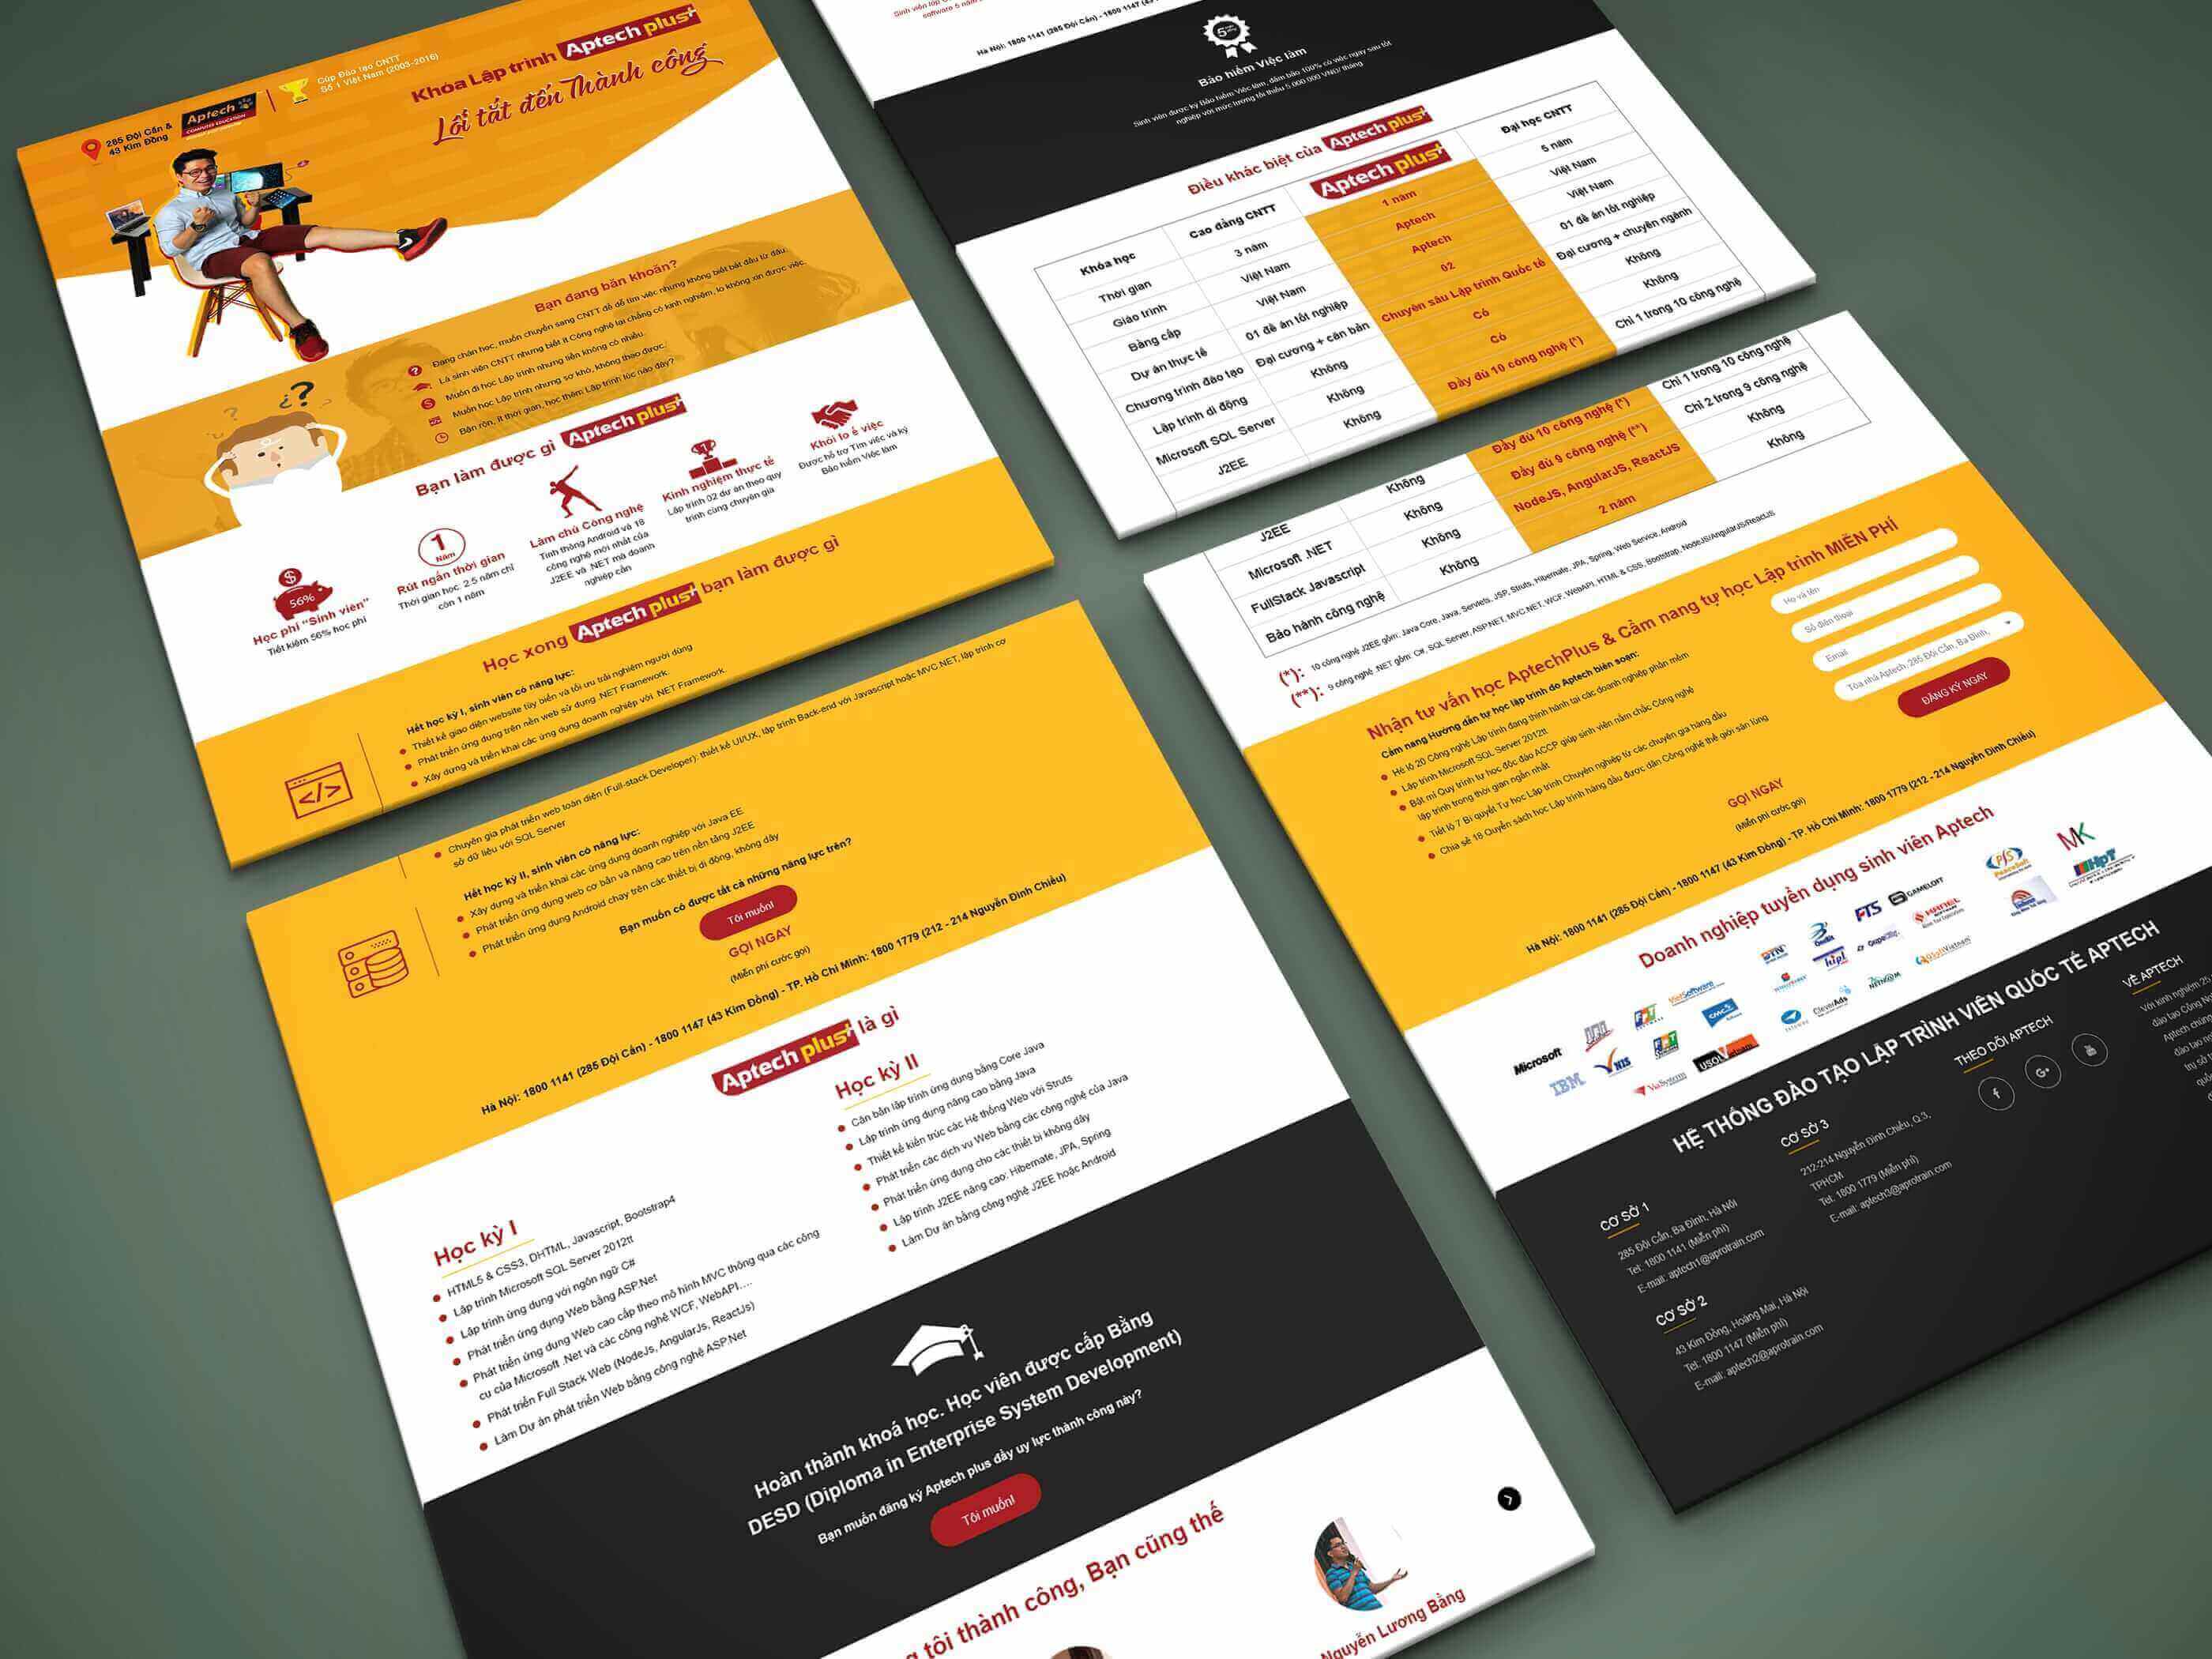 285 Đội Cấn &
43 Kim Đồng
Aptech
COMPUTER EDUCATION
Cúp Đào tạo CNTT
Số 1 Việt Nam (2003-2016)
Khóa Lập trình Aptech plus+
Lối tắt đến Thành công
Bạn đang băn khoăn?
Đang chán học, muốn chuyển sang CNTT để dễ tìm việc nhưng không biết bắt đầu từ đâu.
Là sinh viên CNTT nhưng biết ít Công nghệ lại chẳng có kinh nghiệm, lo không xin được việc.
Muốn đi học Lập trình nhưng tiền không có nhiều
Muốn học Lập trình nhưng sợ khó, không theo được.
Bận rộn, ít thời gian, học thêm Lập trình lúc nào đây?
Bạn làm được gì Aptech plus+
56%
Học phí "Sinh viên"
Tiết kiệm 56% học phí
1
Năm
Rút ngắn thời gian
Thời gian học: 2.5 năm chỉ
còn 1 năm
Làm chủ Công nghệ
Tinh thông Android và 18
công nghệ mới nhất của
J2EE và .NET mà doanh
nghiệp cần
Kinh nghiệm thực tế
Lập trình 02 dự án theo quy
trình cùng chuyên gia
Khỏi lo ế việc
Được hỗ trợ Tìm việc và ký
Bảo hiểm Việc làm
Học xong Aptech plus+ bạn làm được gì
Hết học kỳ I, sinh viên có năng lực:
Thiết kế giao diện website tùy biến và tối ưu trải nghiệm người dùng
Phát triển ứng dụng trên nền web sử dụng .NET Framework.
Xây dựng và triển khai các ứng dụng doanh nghiệp với .NET Framework.
Chuyên gia phát triển web toàn diện (Full-stack Developer): thiết kế UI/UX, lập trình Back-end với Javascript hoặc MVC.NET, lập trình cơ
sở dữ liệu với SQL Server
Hết học kỳ II, sinh viên có năng lực:
Xây dựng và triển khai các ứng dụng doanh nghiệp với Java EE
Phát triển ứng dụng web cơ bản và nâng cao trên nền tảng J2EE
Phát triển ứng dụng Android chạy trên các thiết bị di động, không dây
Bạn muốn có được tất cả những năng lực trên?
Tôi muốn!
GỌI NGAY
(Miễn phí cước gọi)
Hà Nội: 1800 1141 (285 Đội Cấn) - 1800 1147 (43 Kim Đồng) - TP. Hồ Chí Minh: 1800 1779 (212 - 214 Nguyễn Đình Chiểu)
Aptech plus+ là gì
Học kỳ I
HTML5 & CSS3, DHTML, Javascript, Bootstrap4
Lập trình Microsoft SQL Server 2012tt
Lập trình ứng dụng với ngôn ngữ C#
Phát triển ứng dụng Web bằng ASP.Net
Phát triển ứng dụng Web cao cấp theo mô hình MVC thông qua các công
cụ của Microsoft .Net và các công nghệ WCF, WebAPI....
Phát triển Full Stack Web (NodeJs, AngularJs, ReactJs)
Làm Dự án phát triển Web bằng công nghệ ASP.Net
Học kỳ II
Căn bản lập trình ứng dụng bằng Core Java
Lập trình ứng dụng nâng cao bằng Java
Thiết kế kiến trúc các Hệ thống Web với Struts
Phát triển các dịch vụ Web bằng các công nghệ của Java
Phát triển ứng dụng cho các thiết bị không dây
Lập trình J2EE nâng cao: Hibernate, JPA, Spring
Làm Dự án bằng công nghệ J2EE hoặc Android
Hoàn thành khoá học. Học viên được cấp Bằng
DESD (Diploma in Enterprise System Development)
Bạn muốn đăng ký Aptech plus đầy uy lực thành công này?
Tôi muốn!
tôi thành công, Bạn cũng thế
Nguyễn Lương Bằng
Hà Nội: 1800 1141 (285 Đội Cấn) - 1800 1147
5
Bảo hiểm Việc làm
Sinh viên được ký Bảo hiểm Việc làm, đảm bảo 100% có việc ngay sau tốt
nghiệp với mức lương tối thiểu 5.000.000 VNĐ/ tháng
Điều khác biệt của Aptech plus+
Khóa học Cao đẳng CNTT Aptech plus+ Đại học CNTT
Thời gian 3 năm 1 năm 5 năm
Giáo trình Việt Nam Aptech Việt Nam
Bằng cấp Việt Nam Aptech Việt Nam
Dự án thực tế 01 đề án tốt nghiệp 02 01 đề án tốt nghiệp
Chương trình đào tạo Đại cương + căn bản Chuyên sâu Lập trình Quốc tế Đại cương + chuyên ngành
Lập trình di động Không Có Không
Microsoft SQL Server Không Có Không
J2EE Không Đầy đủ 10 công nghệ (*) Chỉ 1 trong 10 công nghệ
J2EE Không Đầy đủ 10 công nghệ (*) Chỉ 1 trong 10 công nghệ
Microsoft .NET Không Đầy đủ 9 công nghệ (**) Chỉ 2 trong 9 công nghệ
FullStack Javascript Không NodeJS, AngularJS, ReactJS Không
Bảo hành công nghệ Không 2 năm Không
(*): 10 công nghệ J2EE gồm: Java Core, Java, Servlets, JSP, Struts, Hibernate, JPA, Spring, Web Service, Android
(**): 9 công nghệ .NET gồm: C#, SQL Server, ASP.NET, MVC.NET, WCF, WebAPI, HTML & CSS, Bootstrap, NodeJS/AngularJS/ReactJS
Nhận tư vấn học AptechPlus & Cẩm nang tự học Lập trình MIỄN PHÍ
Cẩm nang Hướng dẫn tự học lập trình do Aptech biên soạn:
Hé lộ 20 Công nghệ Lập trình đang thịnh hành tại các doanh nghiệp phần mềm
Lập trình Microsoft SQL Server 2012tt
Bật mí Quy trình tự học độc đáo ACCP giúp sinh viên nắm chắc Công nghệ
lập trình trong thời gian ngắn nhất
Tiết lộ 7 Bí quyết Tự học Lập trình Chuyên nghiệp từ các chuyên gia hàng đầu
Chia sẻ 18 Quyển sách học Lập trình hàng đầu được dân Công nghệ thế giới săn lùng
Họ và tên
Số điện thoại
Email
Tòa nhà Aptech, 285 Đội Cấn, Ba Đình,
ĐĂNG KÝ NGAY
GỌI NGAY
(Miễn phí cước gọi)
Hà Nội: 1800 1141 (285 Đội Cấn) - 1800 1147 (43 Kim Đồng) - TP. Hồ Chí Minh: 1800 1779 (212 - 214 Nguyễn Đình Chiểu)
Doanh nghiệp tuyển dụng sinh viên Aptech
Microsoft
IBM
NIS
FPT
VietSoftware
CMC
FPT
VieSystem
USOL
DTN
hipt
FTS
GAMELOFT
HANEL
CleverAds
NETNAM
DigiVietnam
PSS
MK
HpT
HỆ THỐNG ĐÀO TẠO LẬP TRÌNH VIÊN QUỐC TẾ APTECH
CƠ SỞ 1
285 Đội Cấn, Ba Đình, Hà Nội
Tel: 1800 1141 (Miễn phí)
E-mail: aptech1@aprotrain.com
CƠ SỞ 2
43 Kim Đồng, Hoàng Mai, Hà Nội
Tel: 1800 1147 (Miễn phí)
E-mail: aptech2@aprotrain.com
CƠ SỞ 3
212-214 Nguyễn Đình Chiểu, Q.3,
TPHCM
Tel: 1800 1779 (Miễn phí)
E-mail: aptech3@aprotrain.com
THEO DÕI APTECH
VỀ APTECH
Với kinh nghiệm 25
đào tạo Công
Aptech chúng
đào tạo
trụ sở